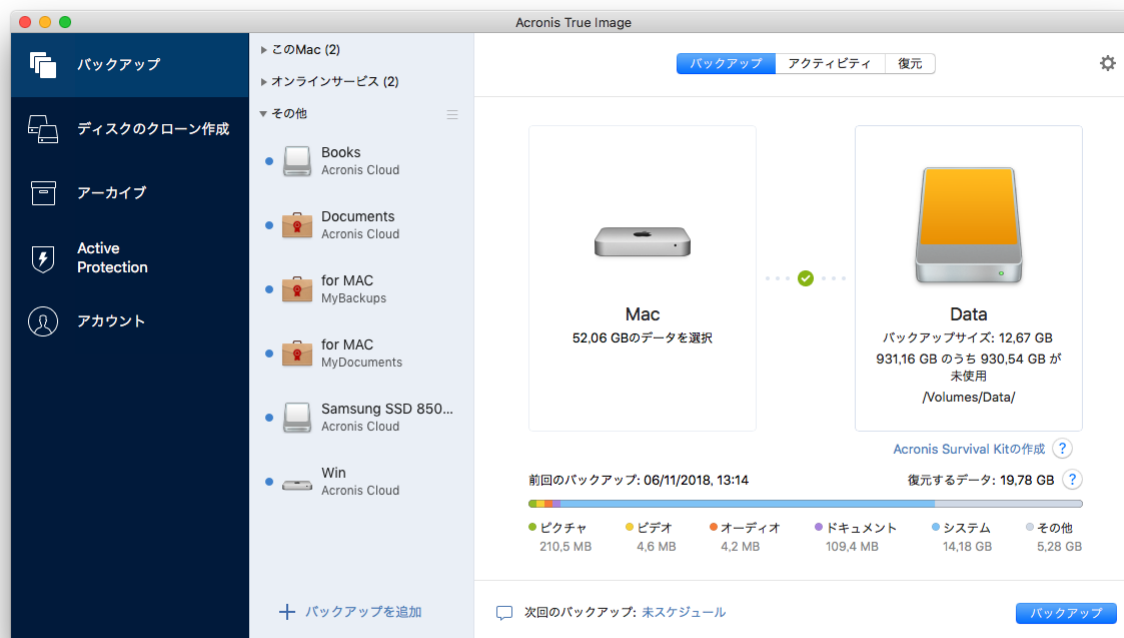 Acronis True Image
バックアップ
ディスクのクローン作成
アーカイブ
Active
Protection
アカウント
このMac (2)
オンラインサービス (2)
その他
Books
Acronis Cloud
Documents
Acronis Cloud
for MAC
MyBackups
for MAC
MyDocuments
Samsung SSD 850...
Acronis Cloud
Win
Acronis Cloud
バックアップを追加
バックアップ アクティビティ 復元
Mac
52,06 GBのデータを選択
Data
バックアップサイズ: 12,67 GB
931,16 GB のうち 930,54 GB が
未使用
/Volumes/Data/
Acronis Survival Kitの作成 ?
前回のバックアップ: 06/11/2018, 13:14 復元するデータ: 19,78 GB ?
ピクチャ ビデオ オーディオ ドキュメント システム その他
210,5 MB 4,6 MB 4,2 MB 109,4 MB 14,18 GB 5,28 GB
次回のバックアップ: 未スケジュール バックアップ